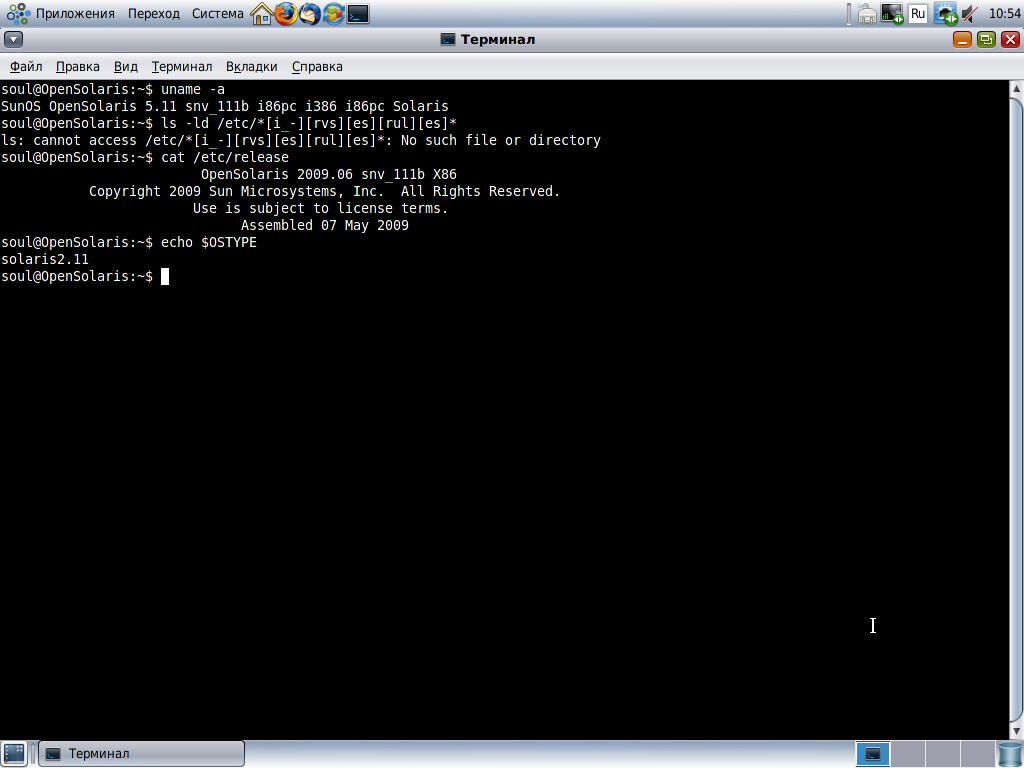 Приложения Переход Система Ru 10:54
Терминал
Файл Правка Вид Терминал Вкладки Справка
soul@OpenSolaris:~$ uname -a
SunOS OpenSolaris 5.11 snv_111b i86pc i386 i86pc Solaris
soul@OpenSolaris:~$ ls -ld /etc/*[i_-][rvs][es][rul][es]*
ls: cannot access /etc/*[i_-][rvs][es][rul][es]*: No such file or directory
soul@OpenSolaris:~$ cat /etc/release
OpenSolaris 2009.06 snv_111b X86
Copyright 2009 Sun Microsystems, Inc.  All Rights Reserved.
Use is subject to license terms.
Assembled 07 May 2009
soul@OpenSolaris:~$ echo $OSTYPE
solaris2.11
soul@OpenSolaris:~$
Терминал